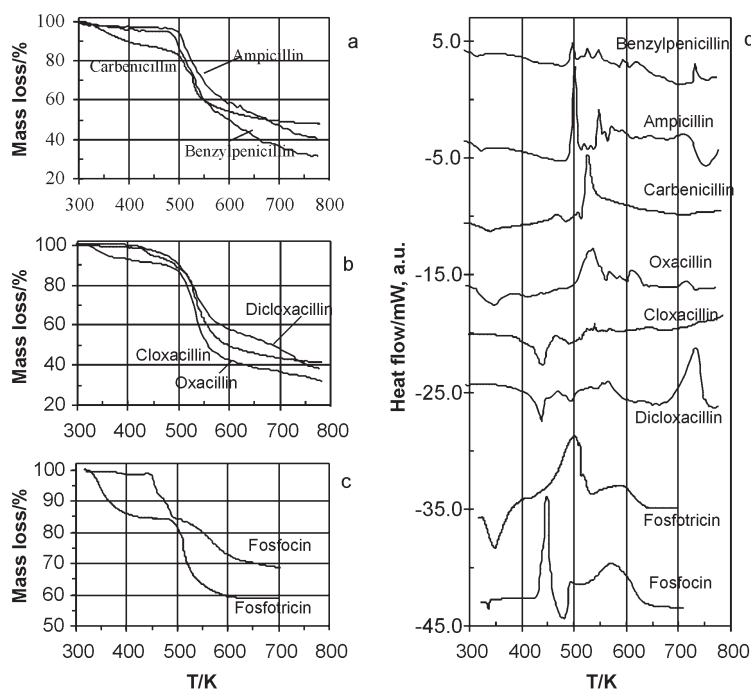 a
Mass loss/%
100
80
60
40
20
Ampicillin
Carbenicillin
Benzylpenicillin
300 400 500 600 700 800
b
Mass loss/%
100
80
60
40
20
Dicloxacillin
Cloxacillin
Oxacillin
300 400 500 600 700 800
c
Mass loss/%
100
90
80
70
60
50
Fosfocin
Fosfotricin
300 400 500 600 700 800
T/K
Heat flow/mW, a.u.
5.0
-5.0
-15.0
-25.0
-35.0
-45.0
Benzylpenicillin
Ampicillin
Carbenicillin
Oxacillin
Cloxacillin
Dicloxacillin
Fosfotricin
Fosfocin
300 400 500 600 700 800
T/K